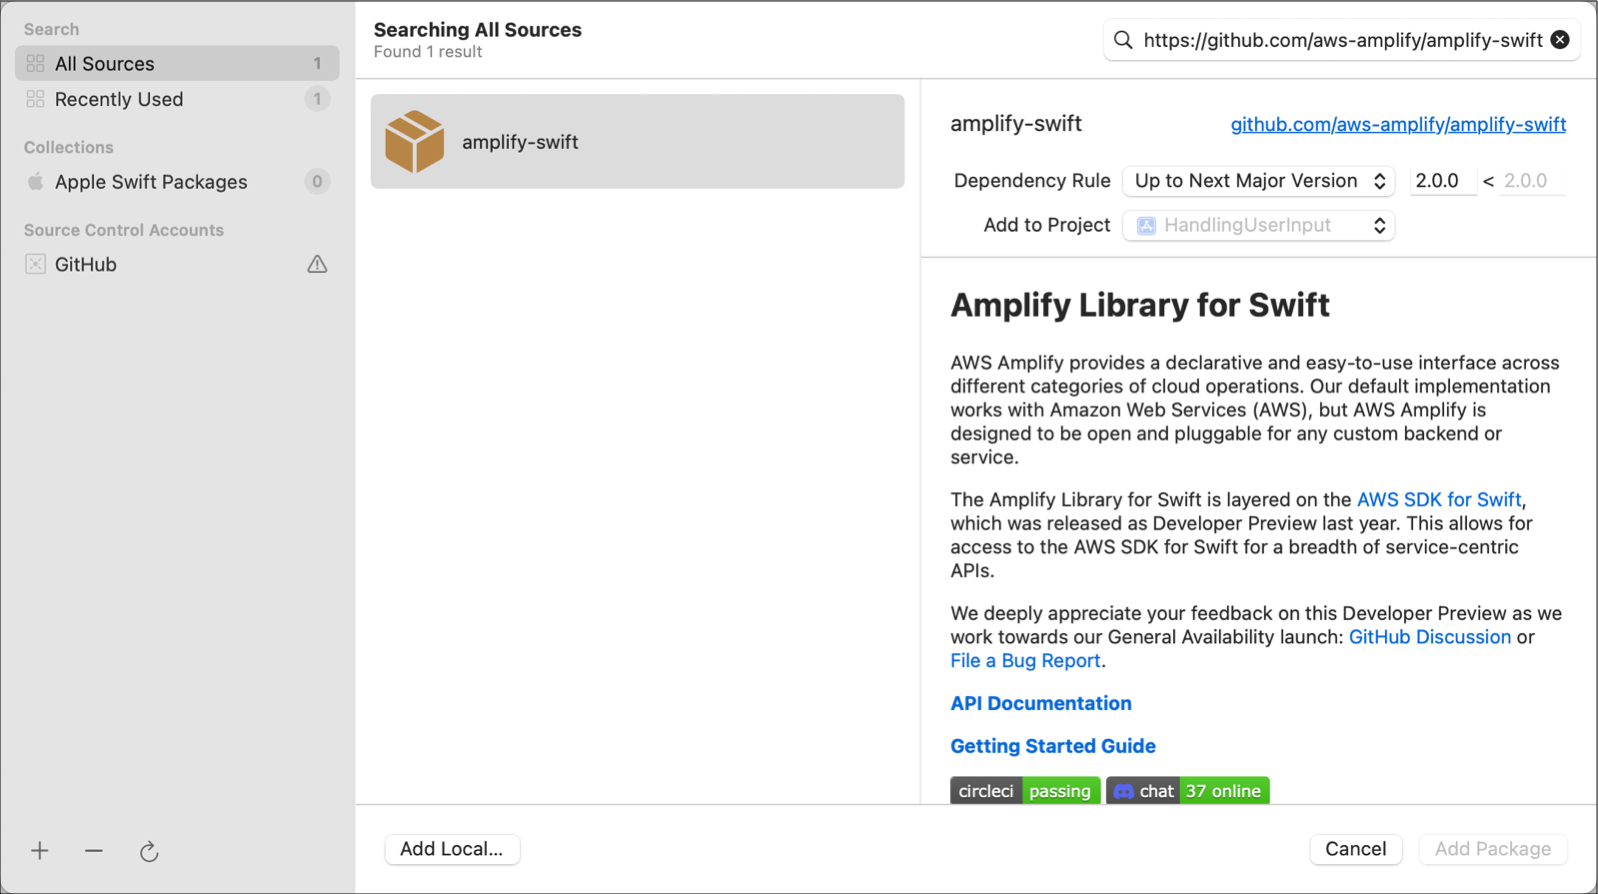 Search
All Sources 1
Recently Used 1
Collections
Apple Swift Packages 0
Source Control Accounts
GitHub
Searching All Sources
Found 1 result
https://github.com/aws-amplify/amplify-swift
amplify-swift
amplify-swift github.com/aws-amplify/amplify-swift
Dependency Rule Up to Next Major Version 2.0.0 < 2.0.0
Add to Project HandlingUserInput
Amplify Library for Swift
AWS Amplify provides a declarative and easy-to-use interface across
different categories of cloud operations. Our default implementation
works with Amazon Web Services (AWS), but AWS Amplify is
designed to be open and pluggable for any custom backend or
service.
The Amplify Library for Swift is layered on the AWS SDK for Swift,
which was released as Developer Preview last year. This allows for
access to the AWS SDK for Swift for a breadth of service-centric
APIs.
We deeply appreciate your feedback on this Developer Preview as we
work towards our General Availability launch: GitHub Discussion or
File a Bug Report.
API Documentation
Getting Started Guide
circleci passing chat 37 online
Add Local... Cancel Add Package